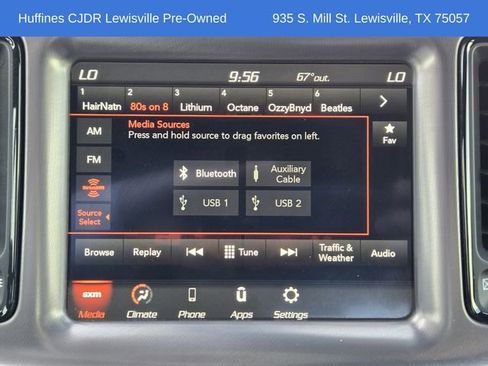 Huffines CJDR Lewisville Pre-Owned
935 S. Mill St. Lewisville, TX 75057
LO 9:56 67°out. LO
1 2 3 4 5 6
HairNatn 80s on 8 Lithium Octane OzzyBnyd Beatles
Media Sources
Press and hold source to drag favorites on left.
AM
FM
SiriusXM
Source
Select
Bluetooth
Auxiliary
Cable
USB 1
USB 2
Fav
Browse Replay Tune Traffic & Weather Audio
sxm
Media Climate Phone Apps Settings